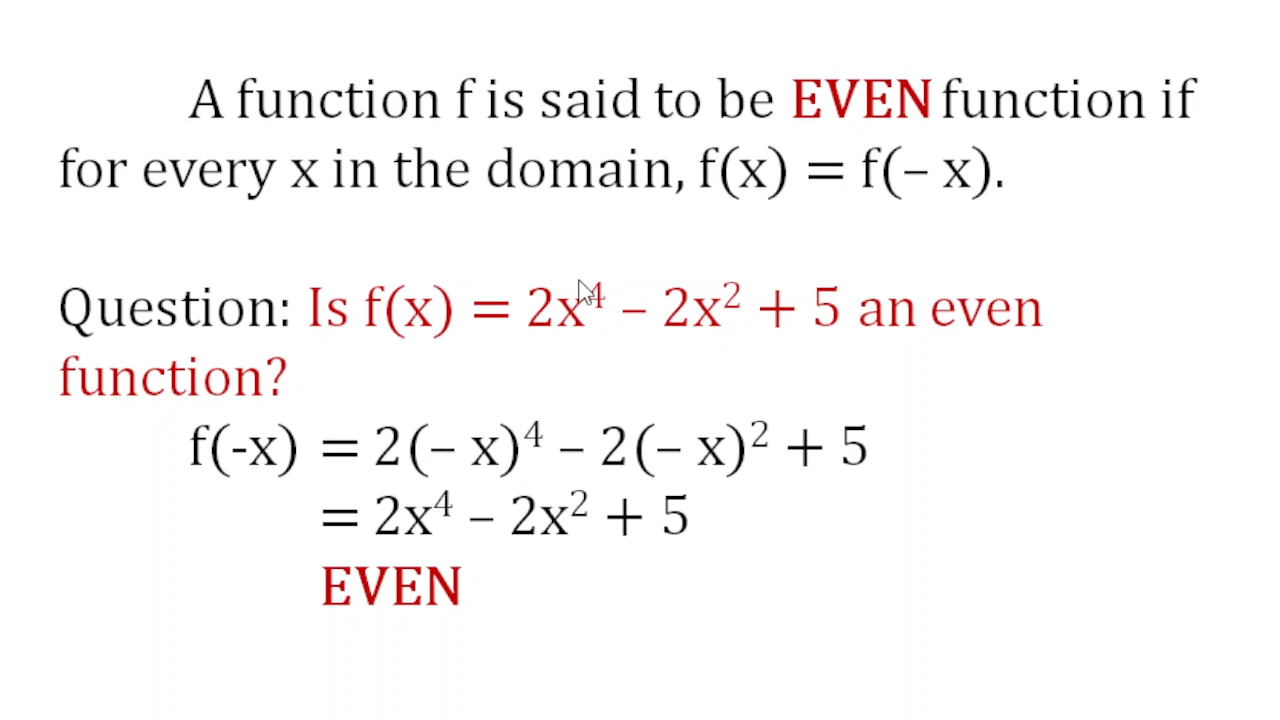 A function f is said to be EVEN function if
for every x in the domain, f(x) = f(– x).
Question: Is f(x) = 2x⁴ – 2x² + 5 an even
function?
f(-x) = 2(– x)⁴ – 2(– x)² + 5
= 2x⁴ – 2x² + 5
EVEN